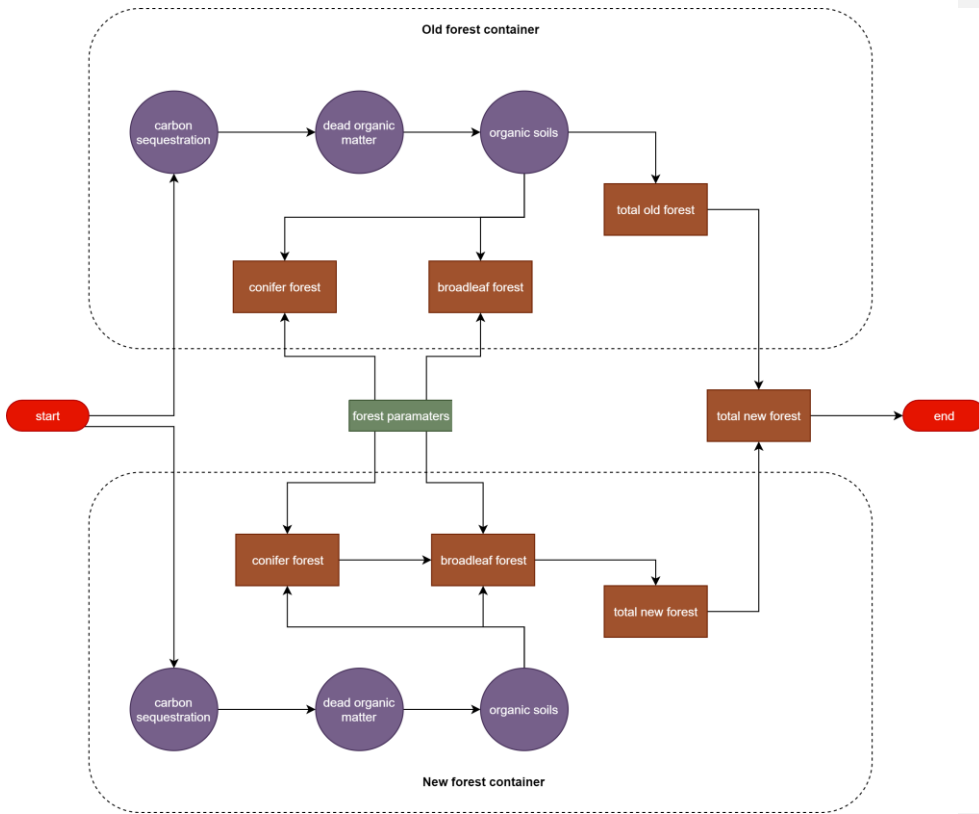 Old forest container
carbon
sequestration
dead organic
matter
organic soils
total old forest
conifer forest
broadleaf forest
start
forest paramaters
total new forest
end
conifer forest
broadleaf forest
total new forest
carbon
sequestration
dead organic
matter
organic soils
New forest container